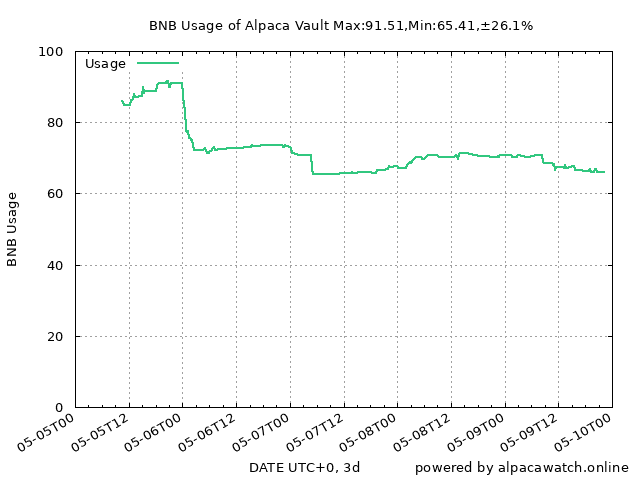 BNB Usage of Alpaca Vault Max:91.51,Min:65.41,±26.1%
Usage
100
80
60
40
20
0
BNB Usage
05-05T00
05-05T12
05-06T00
05-06T12
05-07T00
05-07T12
05-08T00
05-08T12
05-09T00
05-09T12
05-10T00
DATE UTC+0, 3d
powered by alpacawatch.online